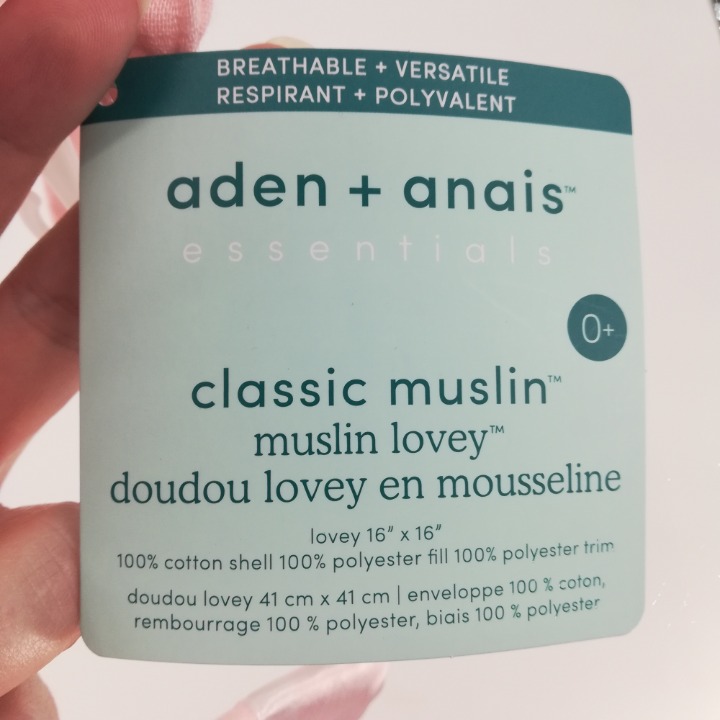 BREATHABLE + VERSATILE
RESPIRANT + POLYVALENT
aden + anais™
essentials
0+
classic muslin™
muslin lovey™
doudou lovey en mousseline
lovey 16” x 16”
100% cotton shell 100% polyester fill 100% polyester trim
doudou lovey 41 cm x 41 cm | enveloppe 100 % coton,
rembourrage 100 % polyester, biais 100 % polyester